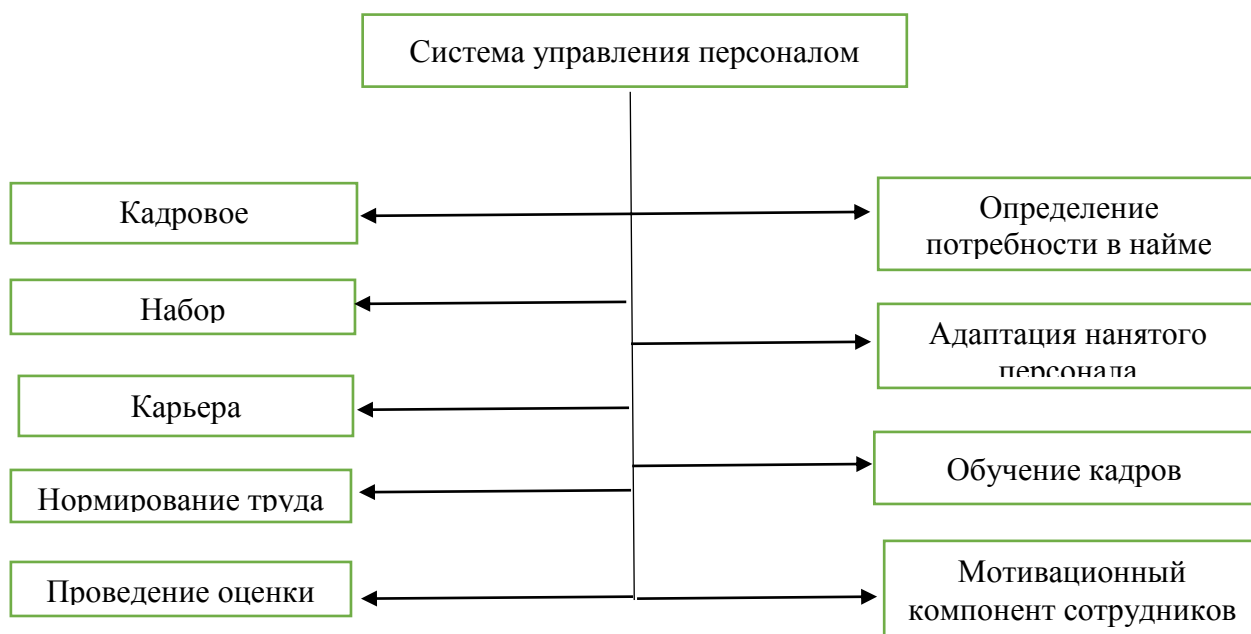 Система управления персоналом
Кадровое
Определение
потребности в найме
Набор
Адаптация нанятого
персонала
Карьера
Обучение кадров
Нормирование труда
Проведение оценки
Мотивационный
компонент сотрудников